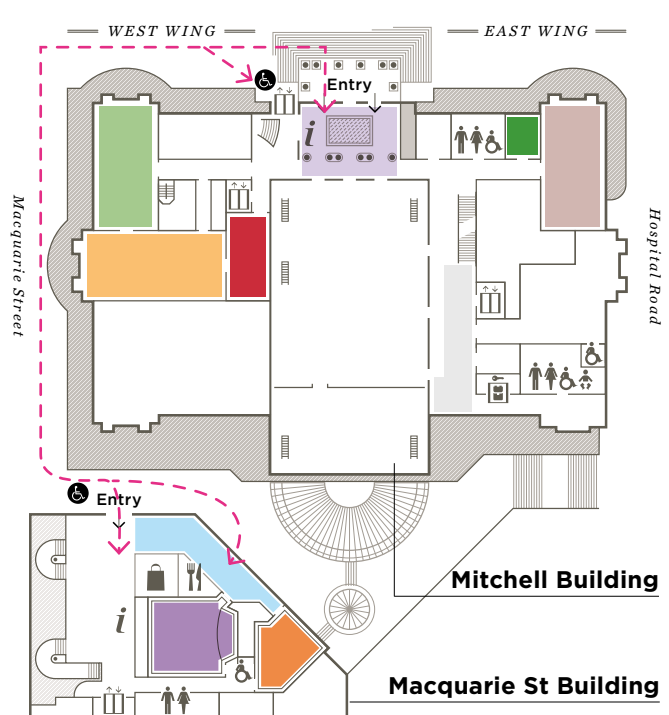 WEST WING
EAST WING
Entry
i
Macquarie Street
Hospital Road
Entry
i
Mitchell Building
Macquarie St Building